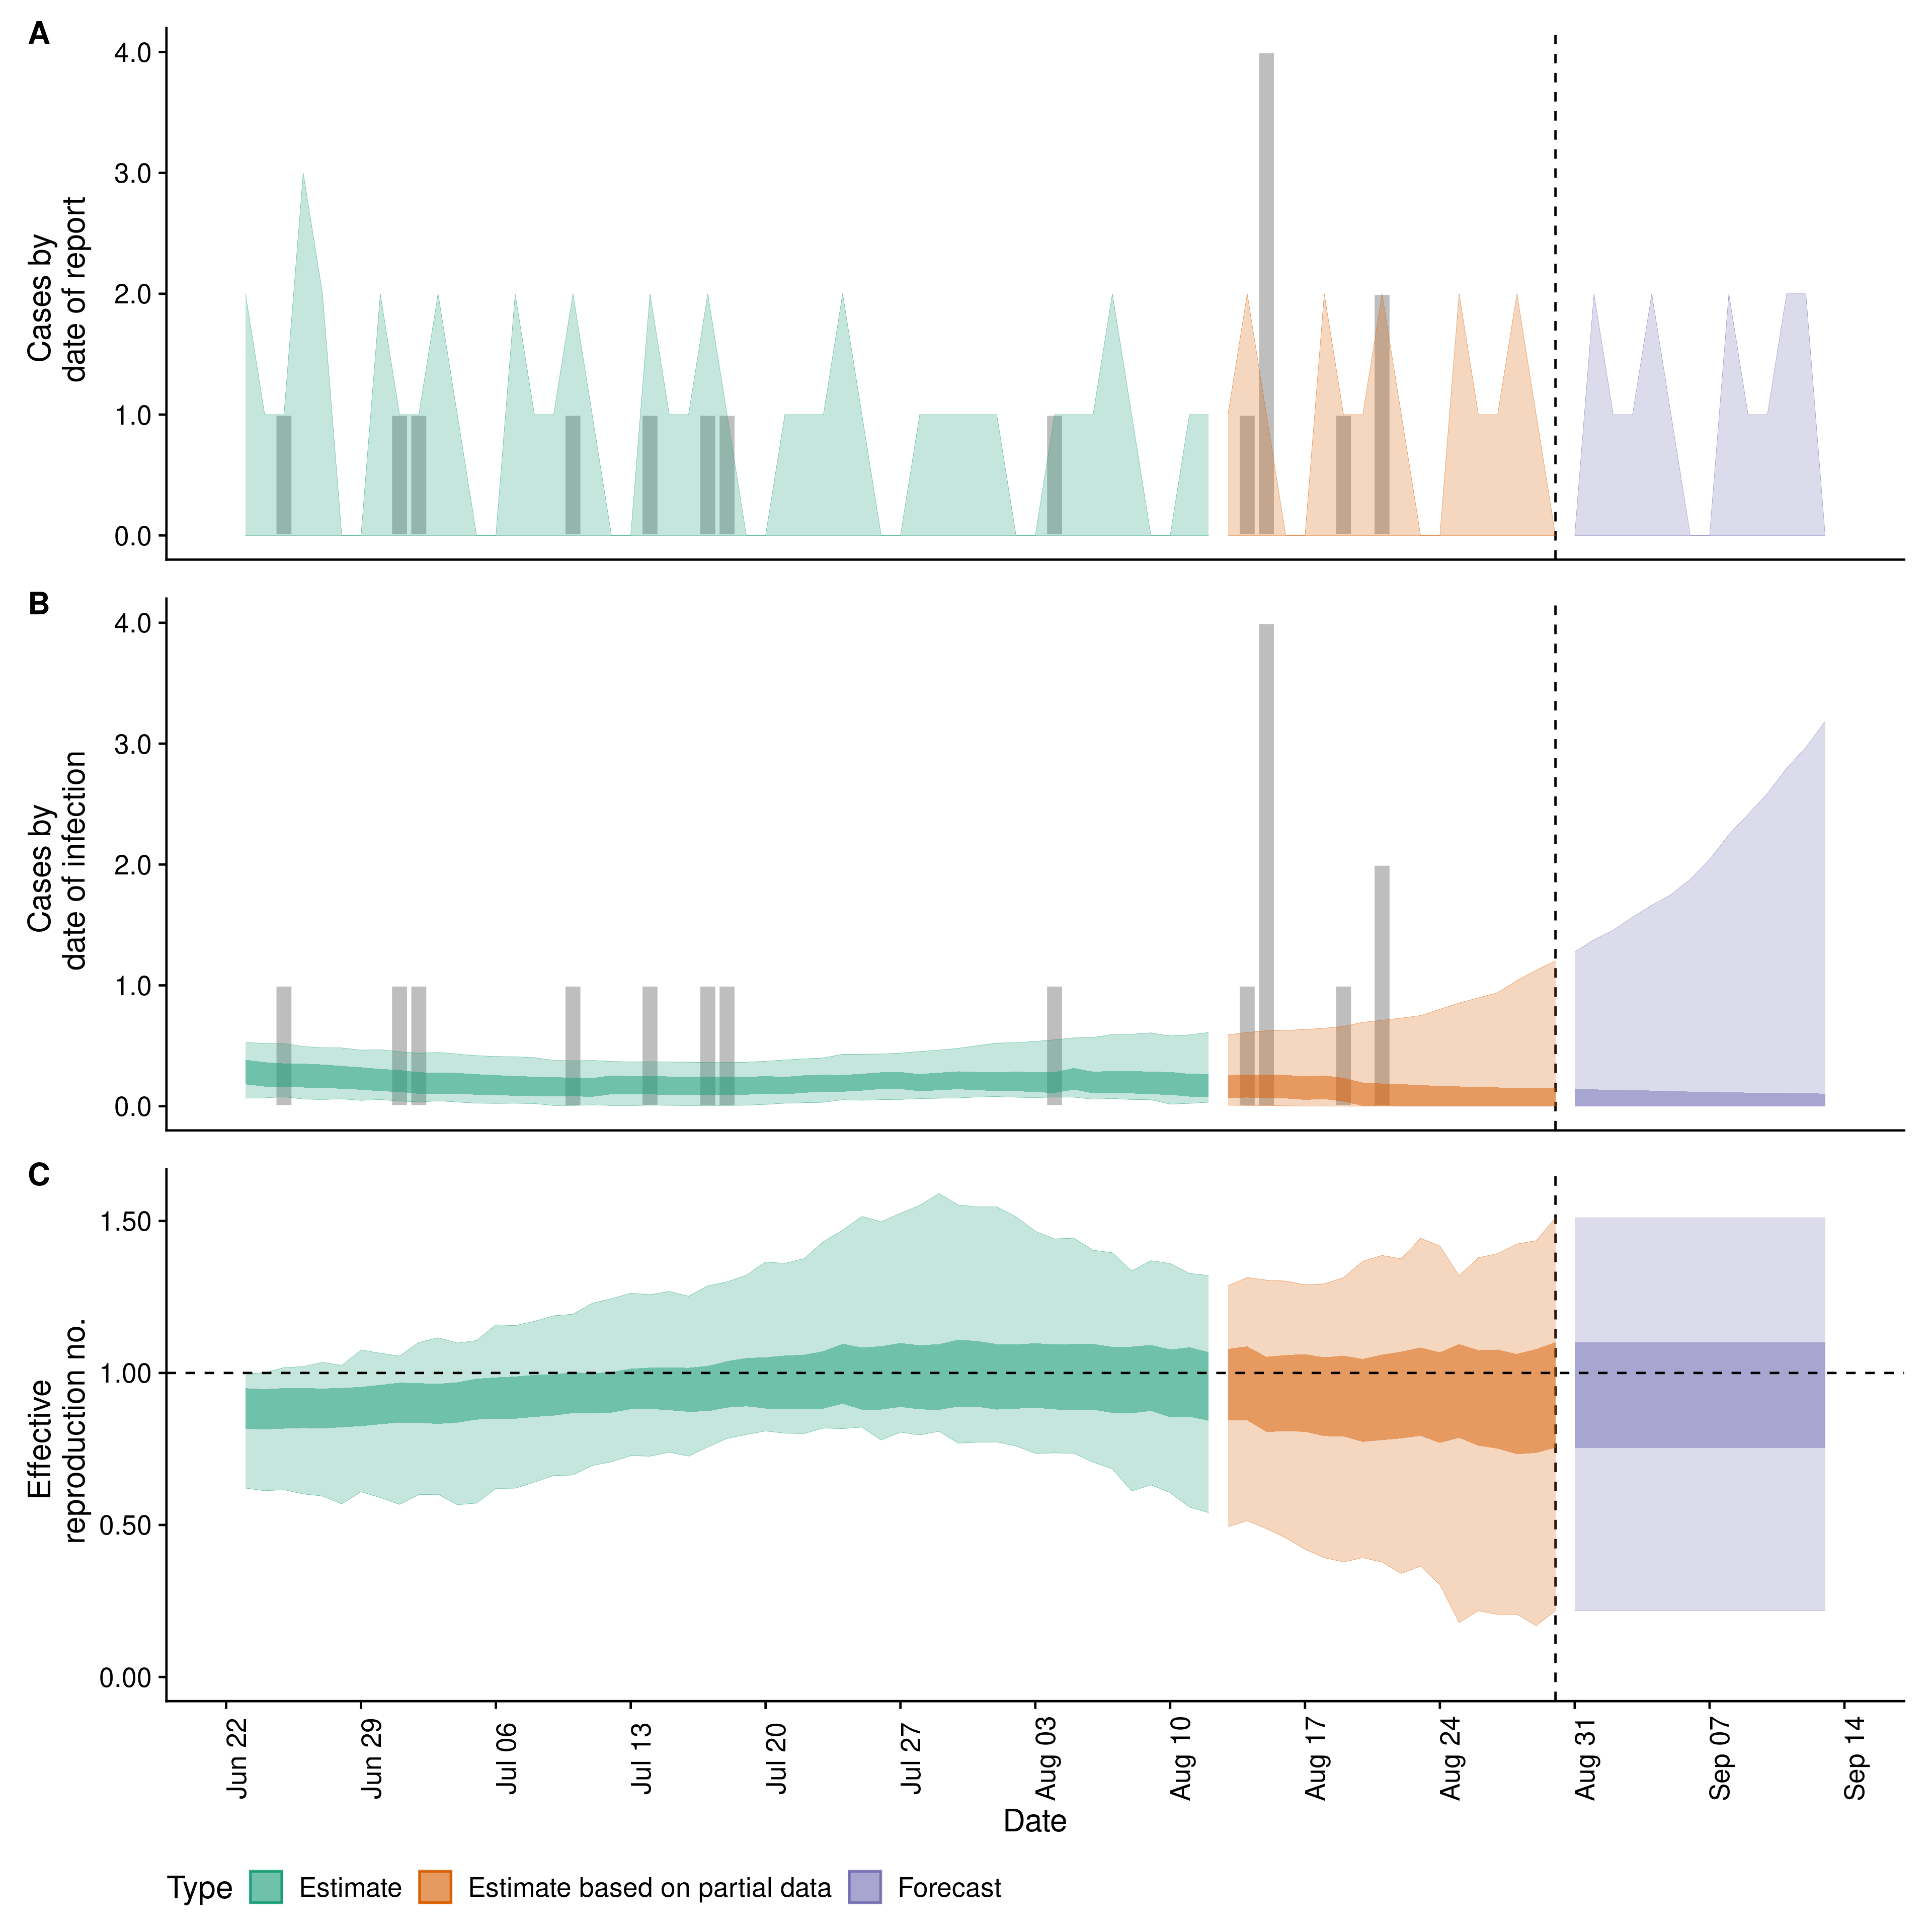 A
Cases by
date of report
4.0
3.0
2.0
1.0
0.0
B
Cases by
date of infection
4.0
3.0
2.0
1.0
0.0
C
Effective
reproduction no.
1.50
1.00
0.50
0.00
Jun 22
Jun 29
Jul 06
Jul 13
Jul 20
Jul 27
Aug 03
Aug 10
Aug 17
Aug 24
Aug 31
Sep 07
Sep 14
Date
Type Estimate Estimate based on partial data Forecast